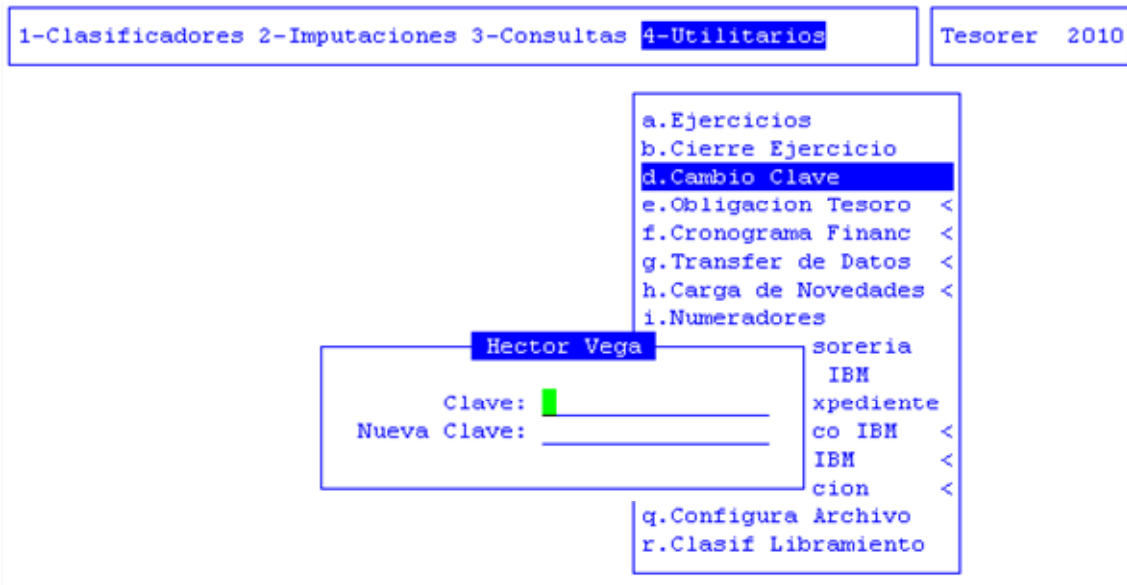 1-Clasificadores 2-Imputaciones 3-Consultas 4-Utilitarios
Tesorer 2010
a.Ejercicios
b.Cierre Ejercicio
d.Cambio Clave
e.Obligacion Tesoro <
f.Cronograma Financ <
g.Transfer de Datos <
h.Carga de Novedades <
i.Numeradores
soreria
IBM
xpediente
co IBM <
IBM <
cion <
q.Configura Archivo
r.Clasif Libramiento
Hector Vega
Clave:
Nueva Clave: